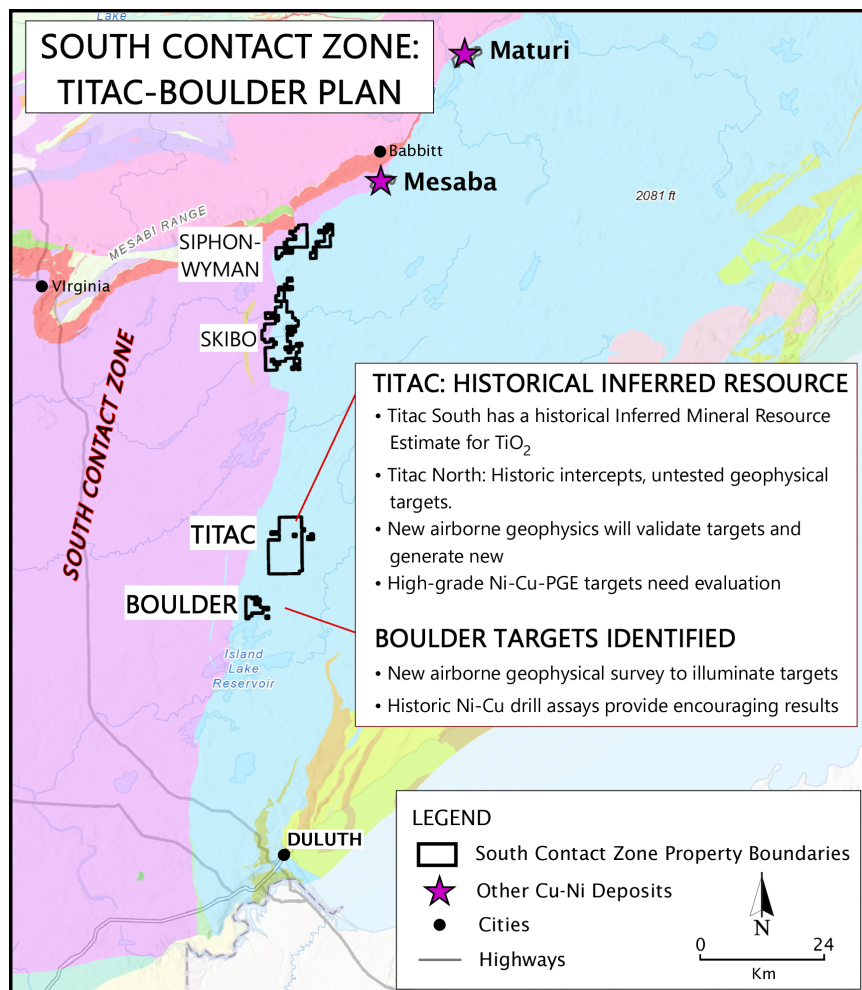 Lake
SOUTH CONTACT ZONE:
TITAC-BOULDER PLAN
Maturi
Babbitt
Mesaba
2081 ft
MESABI RANGE
SIPHON-
WYMAN
VIrginia
SKIBO
SOUTH CONTACT ZONE
TITAC: HISTORICAL INFERRED RESOURCE
• Titac South has a historical Inferred Mineral Resource
Estimate for TiO2
• Titac North: Historic intercepts, untested geophysical
targets.
• New airborne geophysics will validate targets and
generate new
• High-grade Ni-Cu-PGE targets need evaluation
TITAC
BOULDER
BOULDER TARGETS IDENTIFIED
• New airborne geophysical survey to illuminate targets
• Historic Ni-Cu drill assays provide encouraging results
Island
Lake
Reservoir
DULUTH
LEGEND
South Contact Zone Property Boundaries
Other Cu-Ni Deposits
Cities
Highways
N
0 24
Km